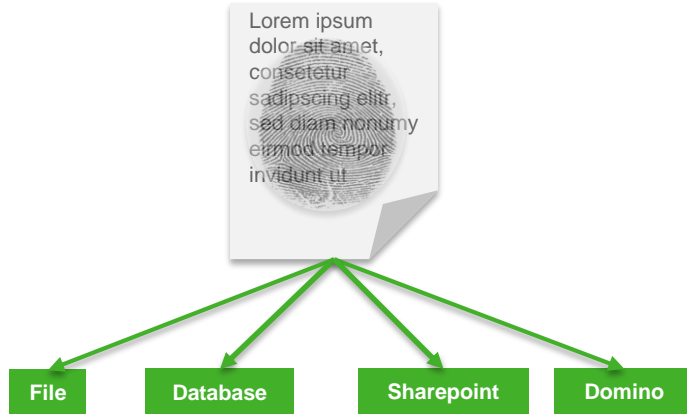 Lorem ipsum
dolor sit amet,
consetetur
sadipscing elitr,
sed diam nonumy
eirmod tempor
invidunt ut
File
Database
Sharepoint
Domino